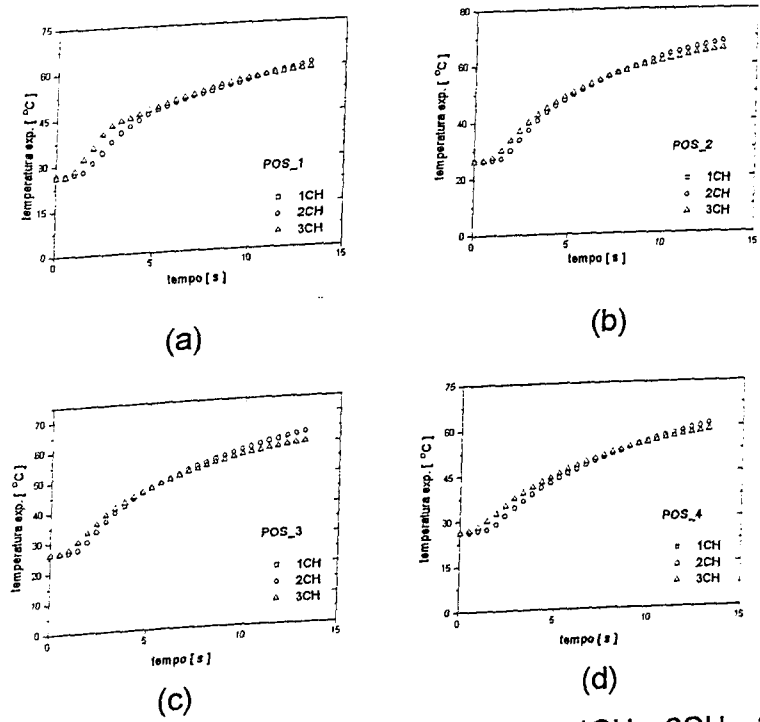 75
60
45
30
15
0
temperatura exp. [ °C]
POS_1
1CH
2CH
3CH
0
5
10
15
tempo [ s ]
(a)
80
60
40
20
0
temperatura exp. [ °C]
POS_2
1CH
2CH
3CH
0
5
10
15
tempo [ s ]
(b)
70
60
50
40
30
20
10
0
temperatura exp. [ °C]
POS_3
1CH
2CH
3CH
0
5
10
15
tempo [ s ]
(c)
75
60
45
30
15
0
temperatura exp. [ °C]
POS_4
1CH
2CH
3CH
0
5
10
15
tempo [ s ]
(d)